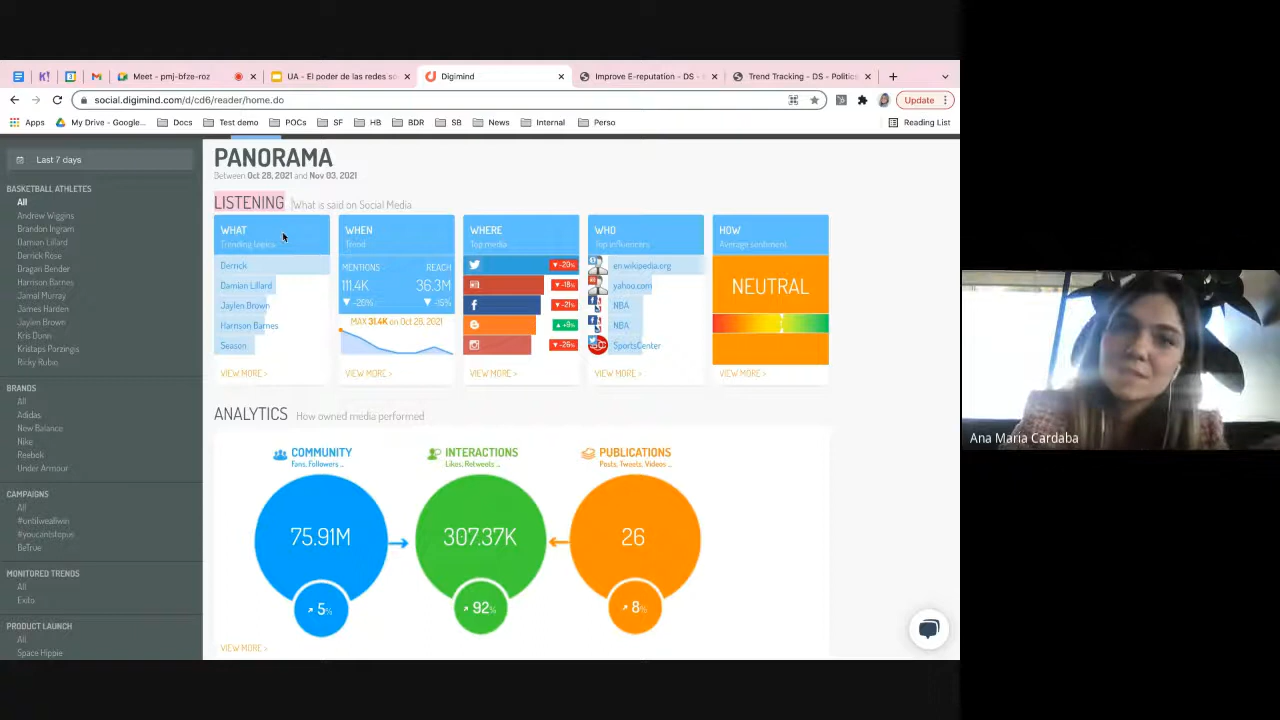 Meet - pmj-bfze-roz
UA - El poder de las redes so
Digimind
Improve E-reputation - DS -
Trend Tracking - DS - Politics
social.digimind.com/d/cd6/reader/home.do
Update
Apps
My Drive - Google...
Docs
Test demo
POCs
SF
HB
BDR
SB
News
Internal
Perso
Reading List
Last 7 days
BASKETBALL ATHLETES
All
Andrew Wiggins
Brandon Ingram
Damian Lillard
Derrick Rose
Dragan Bender
Harrison Barnes
Jamal Murray
James Harden
Jaylen Brown
Kris Dunn
Kristaps Porzingis
Ricky Rubio
BRANDS
All
Adidas
New Balance
Nike
Reebok
Under Armour
CAMPAIGNS
All
#ontilweallwin
#youcantstopus
BeTrue
MONITORED TRENDS
All
Exito
PRODUCT LAUNCH
All
Space Hippie
PANORAMA
Between Oct 28, 2021 and Nov 03, 2021
LISTENING What is said on Social Media
WHAT
Trending topics
Derrick
Damian Lillard
Jaylen Brown
Harrison Barnes
Season
VIEW MORE >
WHEN
Trend
MENTIONS REACH
111.4K 36.3M
▼ -26% ▼ -15%
MAX 31.4K on Oct 28, 2021
VIEW MORE >
WHERE
Top media
▼ -20%
▼ -18%
▼ -21%
▲ +8%
▼ -26%
VIEW MORE >
WHO
Top influencers
en.wikipedia.org
yahoo.com
NBA
NBA
SportsCenter
VIEW MORE >
HOW
Average sentiment
NEUTRAL
VIEW MORE >
ANALYTICS How owned media performed
COMMUNITY
Fans, Followers ...
75.91M
5%
INTERACTIONS
Likes, Retweets ...
307.37K
92%
PUBLICATIONS
Posts, Tweets, Videos ...
26
8%
VIEW MORE >
Ana Maria Cardaba